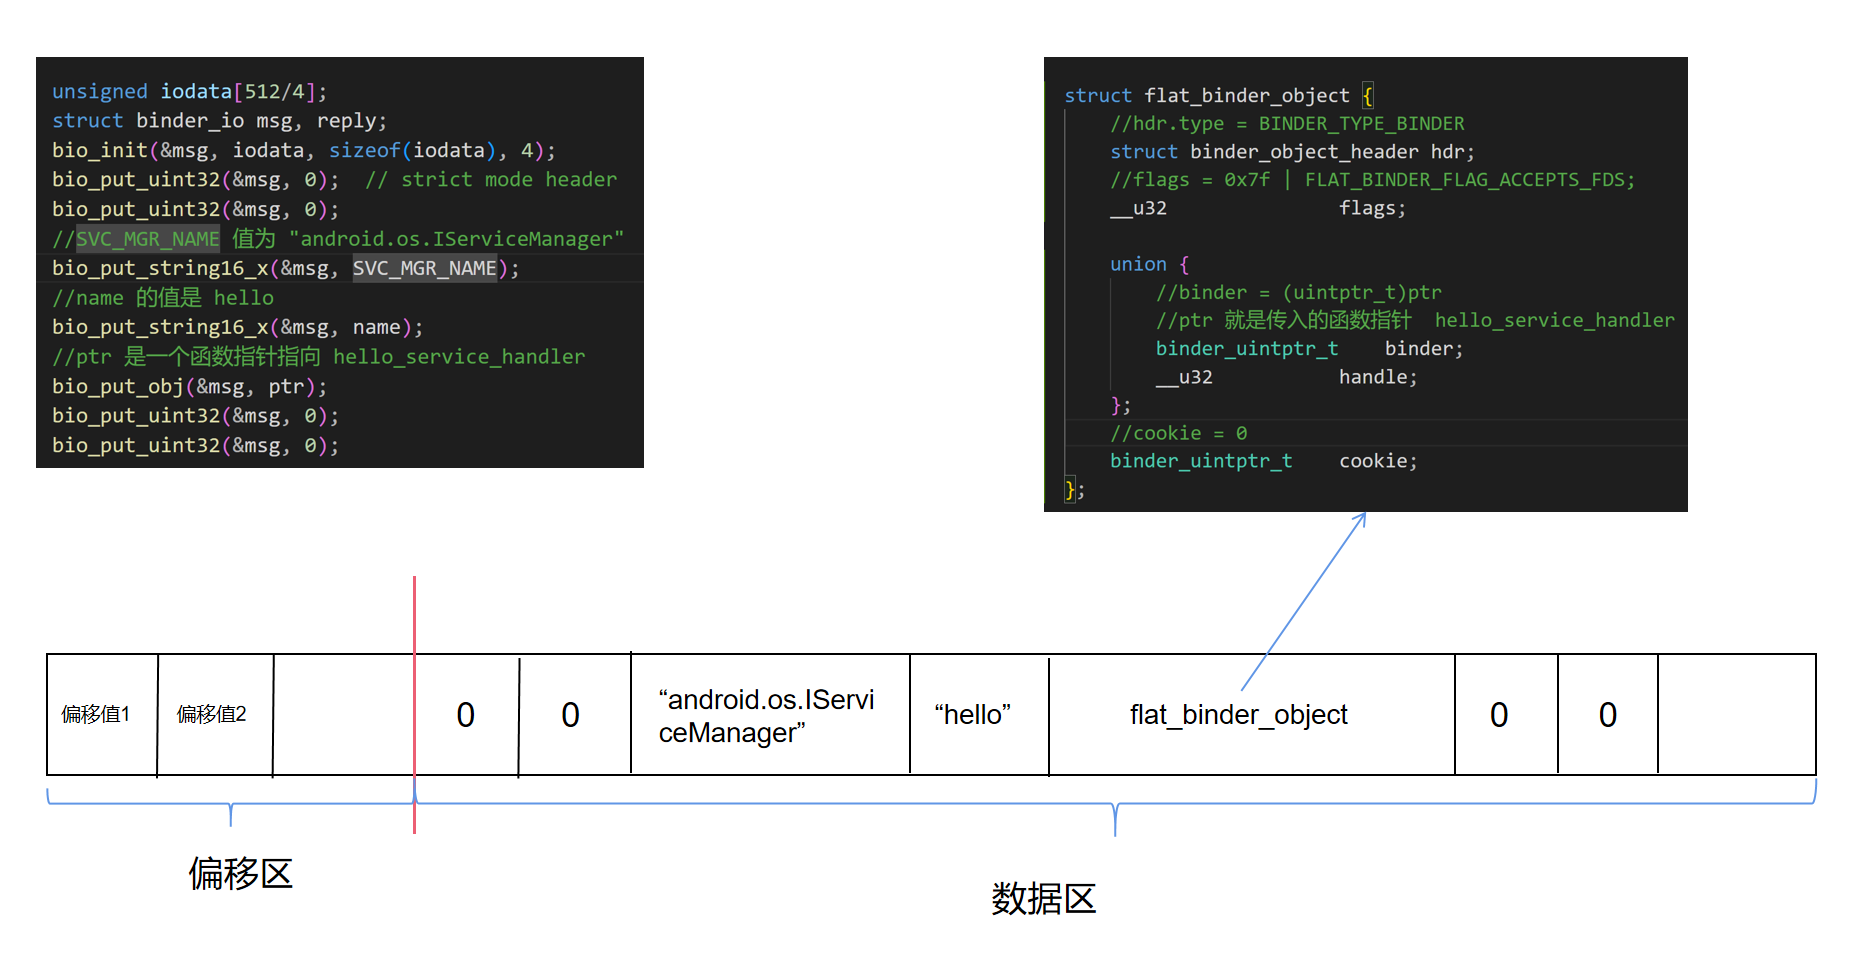 unsigned iodata[512/4];
struct binder_io msg, reply;
bio_init(&msg, iodata, sizeof(iodata), 4);
bio_put_uint32(&msg, 0);  // strict mode header
bio_put_uint32(&msg, 0);
//SVC_MGR_NAME 值为 "android.os.IServiceManager"
bio_put_string16_x(&msg, SVC_MGR_NAME);
//name 的值是 hello
bio_put_string16_x(&msg, name);
//ptr 是一个函数指针指向 hello_service_handler
bio_put_obj(&msg, ptr);
bio_put_uint32(&msg, 0);
bio_put_uint32(&msg, 0);
struct flat_binder_object {
//hdr.type = BINDER_TYPE_BINDER
struct binder_object_header hdr;
//flags = 0x7f | FLAT_BINDER_FLAG_ACCEPTS_FDS;
__u32 flags;
union {
//binder = (uintptr_t)ptr
//ptr 就是传入的函数指针 hello_service_handler
binder_uintptr_t binder;
__u32 handle;
};
//cookie = 0
binder_uintptr_t cookie;
};
偏移值1
偏移值2
0
0
“android.os.IServi
ceManager”
“hello”
flat_binder_object
0
0
偏移区
数据区